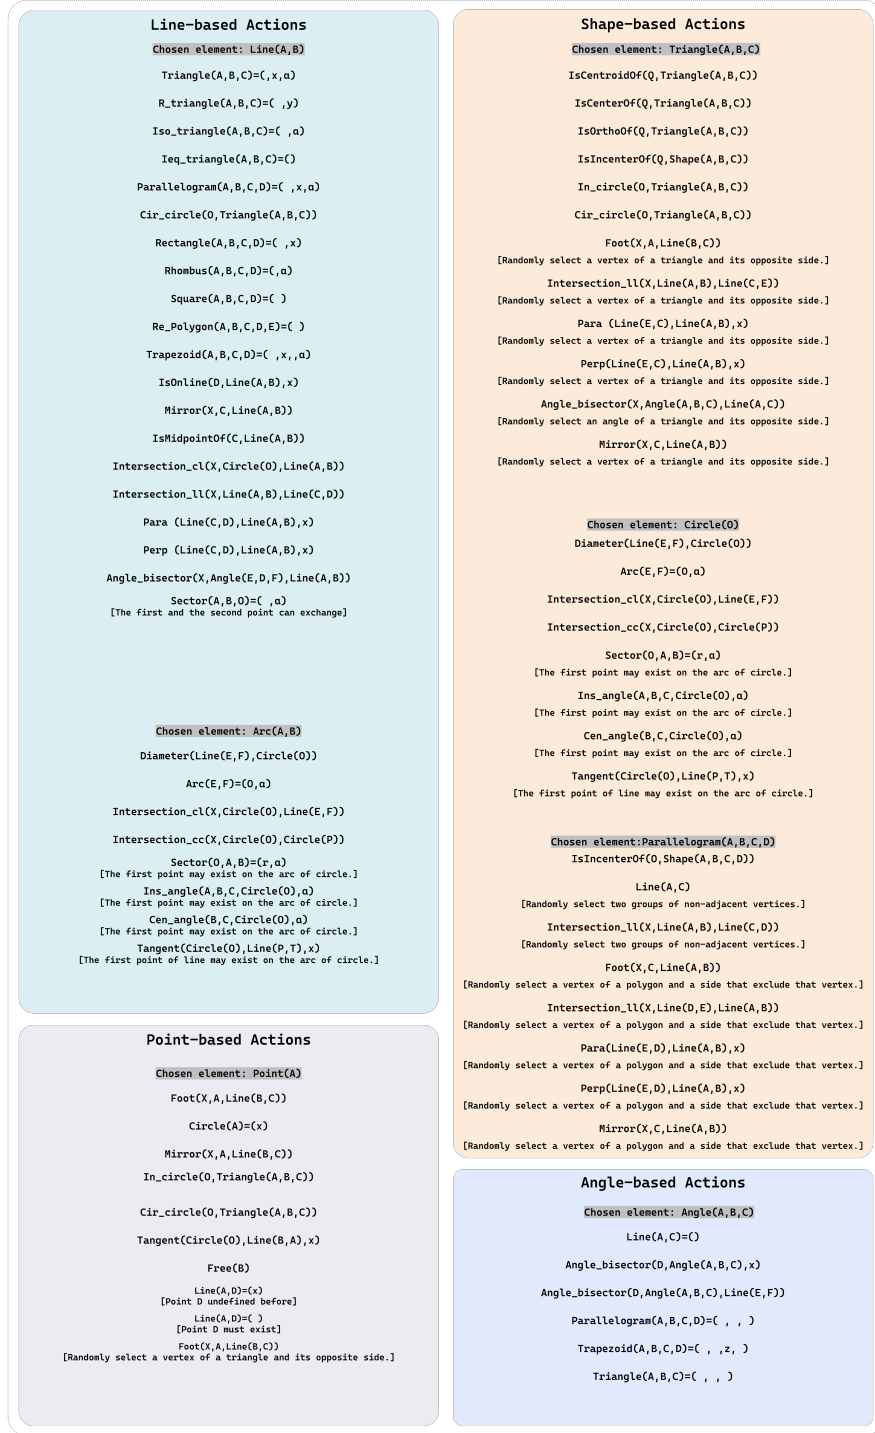 Line-based Actions
Chosen element: Line(A,B)
Triangle(A,B,C)=(,x,α)
R_triangle(A,B,C)=( ,y)
Iso_triangle(A,B,C)=( ,α)
Ieq_triangle(A,B,C)=()
Parallelogram(A,B,C,D)=( ,x,α)
Cir_circle(O,Triangle(A,B,C))
Rectangle(A,B,C,D)=( ,x)
Rhombus(A,B,C,D)=(,α)
Square(A,B,C,D)=( )
Re_Polygon(A,B,C,D,E)=( )
Trapezoid(A,B,C,D)=( ,x,,α)
IsOnline(D,Line(A,B),x)
Mirror(X,C,Line(A,B))
IsMidpointOf(C,Line(A,B))
Intersection_cl(X,Circle(O),Line(A,B))
Intersection_ll(X,Line(A,B),Line(C,D))
Para (Line(C,D),Line(A,B),x)
Perp (Line(C,D),Line(A,B),x)
Angle_bisector(X,Angle(E,D,F),Line(A,B))
Sector(A,B,O)=( ,α)
[The first and the second point can exchange]
Chosen element: Arc(A,B)
Diameter(Line(E,F),Circle(O))
Arc(E,F)=(O,α)
Intersection_cl(X,Circle(O),Line(E,F))
Intersection_cc(X,Circle(O),Circle(P))
Sector(O,A,B)=(r,α)
[The first point may exist on the arc of circle.]
Ins_angle(A,B,C,Circle(O),α)
[The first point may exist on the arc of circle.]
Cen_angle(B,C,Circle(O),α)
[The first point may exist on the arc of circle.]
Tangent(Circle(O),Line(P,T),x)
[The first point of line may exist on the arc of circle.]
Point-based Actions
Chosen element: Point(A)
Foot(X,A,Line(B,C))
Circle(A)=(x)
Mirror(X,A,Line(B,C))
In_circle(O,Triangle(A,B,C))
Cir_circle(O,Triangle(A,B,C))
Tangent(Circle(O),Line(B,A),x)
Free(B)
Line(A,D)=(x)
[Point D undefined before]
Line(A,D)=( )
[Point D must exist]
Foot(X,A,Line(B,C))
[Randomly select a vertex of a triangle and its opposite side.]
Shape-based Actions
Chosen element: Triangle(A,B,C)
IsCentroidOf(Q,Triangle(A,B,C))
IsCenterOf(Q,Triangle(A,B,C))
IsOrthoOf(Q,Triangle(A,B,C))
IsIncenterOf(Q,Shape(A,B,C))
In_circle(O,Triangle(A,B,C))
Cir_circle(O,Triangle(A,B,C))
Foot(X,A,Line(B,C))
[Randomly select a vertex of a triangle and its opposite side.]
Intersection_ll(X,Line(A,B),Line(C,E))
[Randomly select a vertex of a triangle and its opposite side.]
Para (Line(E,C),Line(A,B),x)
[Randomly select a vertex of a triangle and its opposite side.]
Perp(Line(E,C),Line(A,B),x)
[Randomly select a vertex of a triangle and its opposite side.]
Angle_bisector(X,Angle(A,B,C),Line(A,C))
[Randomly select an angle of a triangle and its opposite side.]
Mirror(X,C,Line(A,B))
[Randomly select a vertex of a triangle and its opposite side.]
Chosen element: Circle(O)
Diameter(Line(E,F),Circle(O))
Arc(E,F)=(O,α)
Intersection_cl(X,Circle(O),Line(E,F))
Intersection_cc(X,Circle(O),Circle(P))
Sector(O,A,B)=(r,α)
[The first point may exist on the arc of circle.]
Ins_angle(A,B,C,Circle(O),α)
[The first point may exist on the arc of circle.]
Cen_angle(B,C,Circle(O),α)
[The first point may exist on the arc of circle.]
Tangent(Circle(O),Line(P,T),x)
[The first point of line may exist on the arc of circle.]
Chosen element:Parallelogram(A,B,C,D)
IsIncenterOf(O,Shape(A,B,C,D))
Line(A,C)
[Randomly select two groups of non-adjacent vertices.]
Intersection_ll(X,Line(A,B),Line(C,D))
[Randomly select two groups of non-adjacent vertices.]
Foot(X,C,Line(A,B))
[Randomly select a vertex of a polygon and a side that exclude that vertex.]
Intersection_ll(X,Line(D,E),Line(A,B))
[Randomly select a vertex of a polygon and a side that exclude that vertex.]
Para(Line(E,D),Line(A,B),x)
[Randomly select a vertex of a polygon and a side that exclude that vertex.]
Perp(Line(E,D),Line(A,B),x)
[Randomly select a vertex of a polygon and a side that exclude that vertex.]
Mirror(X,C,Line(A,B))
[Randomly select a vertex of a polygon and a side that exclude that vertex.]
Angle-based Actions
Chosen element: Angle(A,B,C)
Line(A,C)=()
Angle_bisector(D,Angle(A,B,C),x)
Angle_bisector(D,Angle(A,B,C),Line(E,F))
Parallelogram(A,B,C,D)=( , , )
Trapezoid(A,B,C,D)=( , ,z, )
Triangle(A,B,C)=( , , )